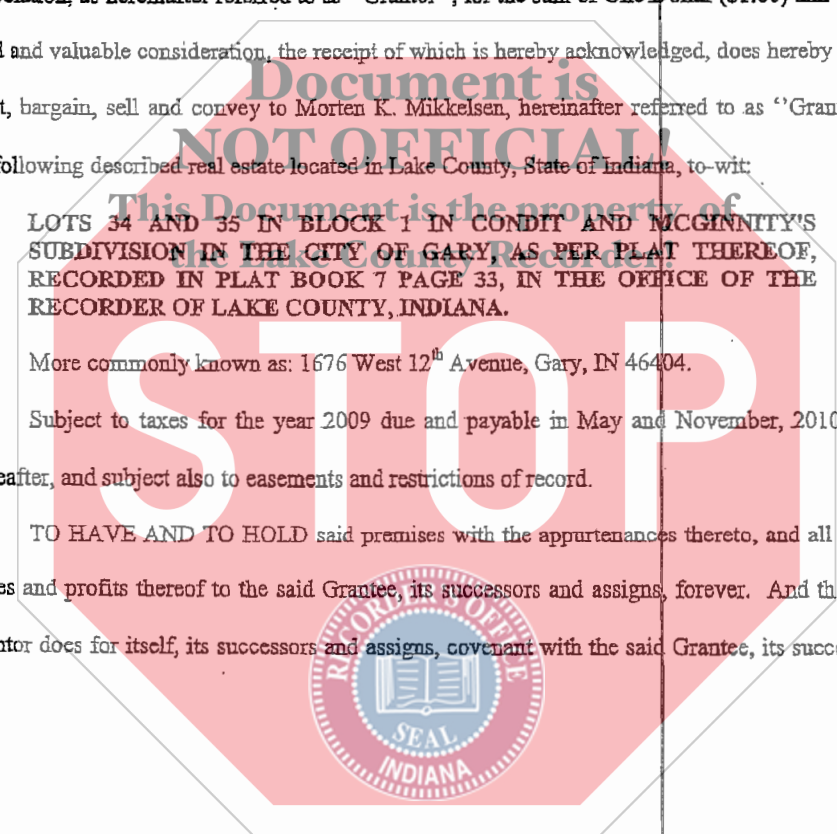 d and valuable consideration, the receipt of which is hereby acknowledged, does hereby
t, bargain, sell and convey to Morten K. Mikkelsen, hereinafter referred to as "Gran
following described real estate located in Lake County, State of Indiana, to-wit:
Document is
NOT OFFICIAL!
This Document is the property of
the Lake County Recorder!
LOTS 34 AND 35 IN BLOCK 1 IN CONDIT AND MCGINNITY'S
SUBDIVISION IN THE CITY OF GARY, AS PER PLAT THEREOF,
RECORDED IN PLAT BOOK 7 PAGE 33, IN THE OFFICE OF THE
RECORDER OF LAKE COUNTY, INDIANA.
More commonly known as: 1676 West 12th Avenue, Gary, IN 46404.
STOP
Subject to taxes for the year 2009 due and payable in May and November, 2010
eafter, and subject also to easements and restrictions of record.
TO HAVE AND TO HOLD said premises with the appurtenances thereto, and all
es and profits thereof to the said Grantee, its successors and assigns, forever. And th
ntor does for itself, its successors and assigns, covenant with the said Grantee, its succ
RECORDER'S OFFICE
SEAL
INDIANA